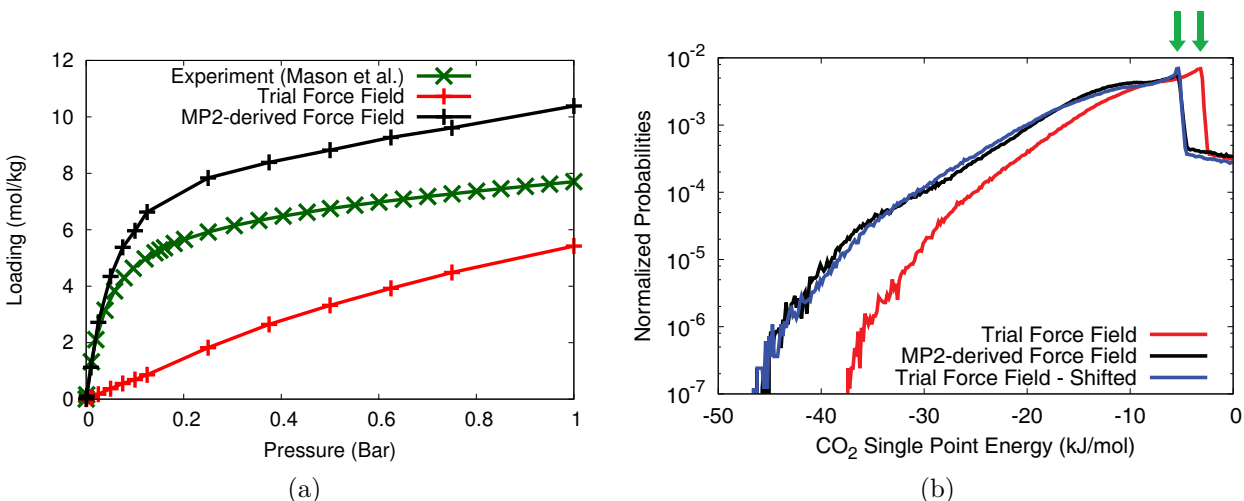 12
10
8
6
4
2
0
Loading (mol/kg)
Experiment (Mason et al.)
Trial Force Field
MP2-derived Force Field
0
0.2
0.4
0.6
0.8
1
Pressure (Bar)
(a)
10-2
10-3
10-4
10-5
10-6
10-7
Normalized Probabilities
Trial Force Field
MP2-derived Force Field
Trial Force Field - Shifted
-50
-40
-30
-20
-10
0
CO2 Single Point Energy (kJ/mol)
(b)